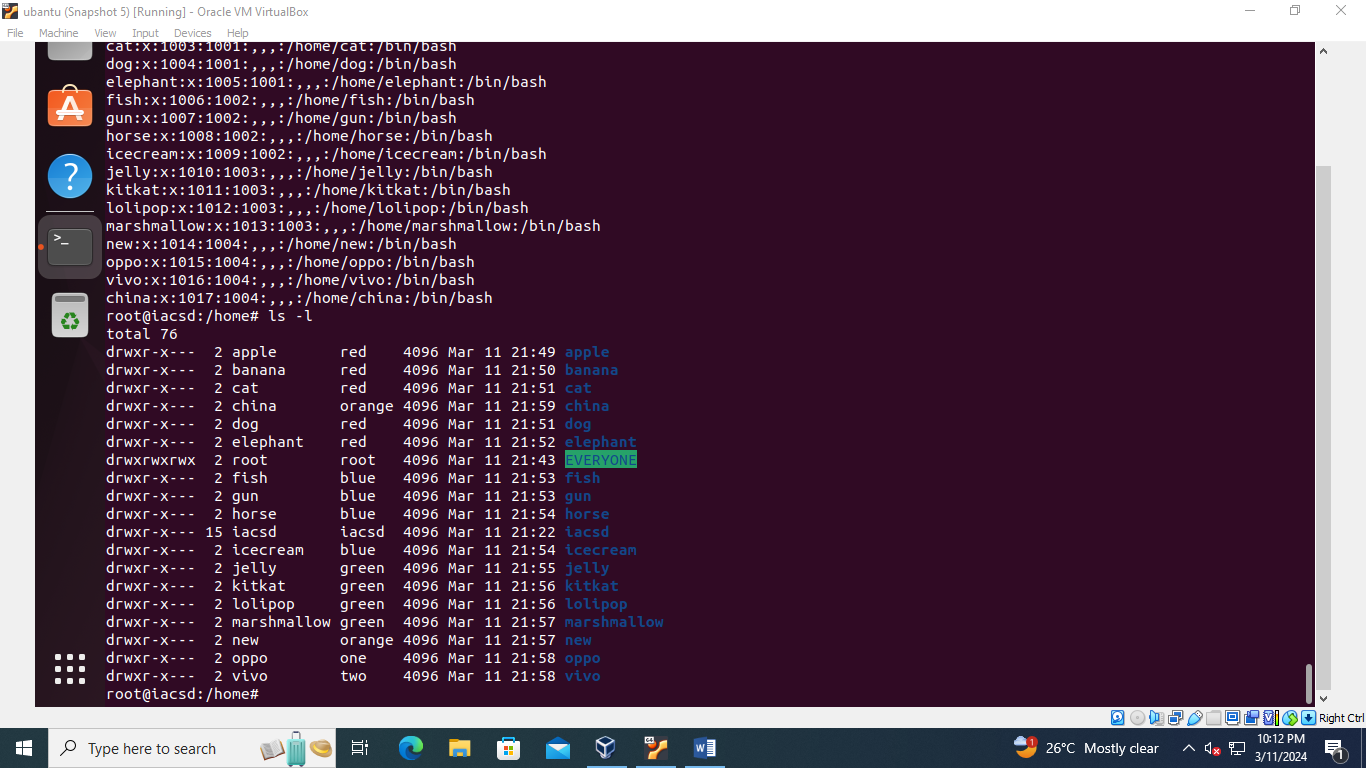 ubantu (Snapshot 5) [Running] - Oracle VM VirtualBox
File Machine View Input Devices Help
cat:x:1003:1001:,,,:/home/cat:/bin/bash
dog:x:1004:1001:,,,:/home/dog:/bin/bash
elephant:x:1005:1001:,,,:/home/elephant:/bin/bash
fish:x:1006:1002:,,,:/home/fish:/bin/bash
gun:x:1007:1002:,,,:/home/gun:/bin/bash
horse:x:1008:1002:,,,:/home/horse:/bin/bash
icecream:x:1009:1002:,,,:/home/icecream:/bin/bash
jelly:x:1010:1003:,,,:/home/jelly:/bin/bash
kitkat:x:1011:1003:,,,:/home/kitkat:/bin/bash
lolipop:x:1012:1003:,,,:/home/lolipop:/bin/bash
marshmallow:x:1013:1003:,,,:/home/marshmallow:/bin/bash
new:x:1014:1004:,,,:/home/new:/bin/bash
oppo:x:1015:1004:,,,:/home/oppo:/bin/bash
vivo:x:1016:1004:,,,:/home/vivo:/bin/bash
china:x:1017:1004:,,,:/home/china:/bin/bash
root@iacsd:/home# ls -l
total 76
drwxr-x---  2 apple       red    4096 Mar 11 21:49 apple
drwxr-x---  2 banana      red    4096 Mar 11 21:50 banana
drwxr-x---  2 cat         red    4096 Mar 11 21:51 cat
drwxr-x---  2 china       orange 4096 Mar 11 21:59 china
drwxr-x---  2 dog         red    4096 Mar 11 21:51 dog
drwxr-x---  2 elephant    red    4096 Mar 11 21:52 elephant
drwxrwxrwx  2 root        root   4096 Mar 11 21:43 EVERYONE
drwxr-x---  2 fish        blue   4096 Mar 11 21:53 fish
drwxr-x---  2 gun         blue   4096 Mar 11 21:53 gun
drwxr-x---  2 horse       blue   4096 Mar 11 21:54 horse
drwxr-x--- 15 iacsd       iacsd  4096 Mar 11 21:22 iacsd
drwxr-x---  2 icecream    blue   4096 Mar 11 21:54 icecream
drwxr-x---  2 jelly       green  4096 Mar 11 21:55 jelly
drwxr-x---  2 kitkat      green  4096 Mar 11 21:56 kitkat
drwxr-x---  2 lolipop     green  4096 Mar 11 21:56 lolipop
drwxr-x---  2 marshmallow green  4096 Mar 11 21:57 marshmallow
drwxr-x---  2 new         orange 4096 Mar 11 21:57 new
drwxr-x---  2 oppo        one    4096 Mar 11 21:58 oppo
drwxr-x---  2 vivo        two    4096 Mar 11 21:58 vivo
root@iacsd:/home#
Right Ctrl
Type here to search
26°C Mostly clear
10:12 PM
3/11/2024